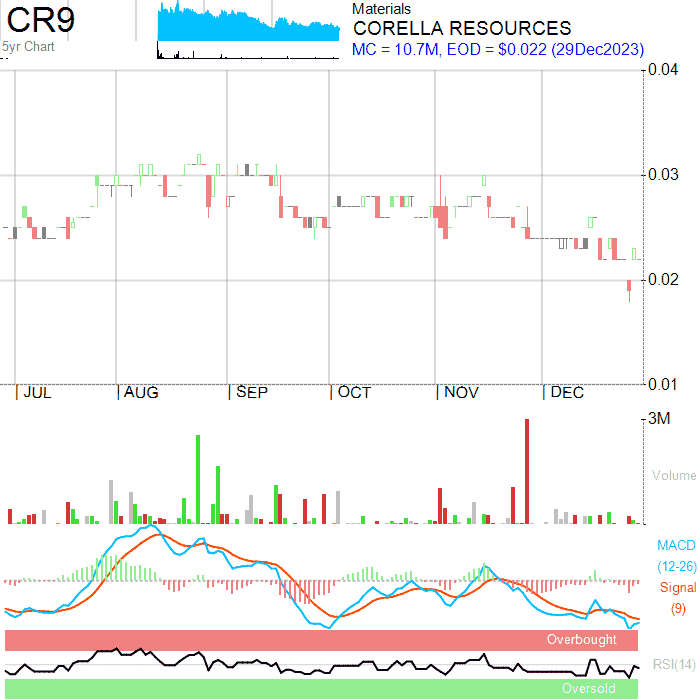 CR9
5yr Chart
Materials
CORELLA RESOURCES
MC = 10.7M, EOD = $0.022 (29Dec2023)
0.04
0.03
0.02
0.01
JUL AUG SEP OCT NOV DEC
3M
Volume
MACD
(12-26)
Signal
(9)
Overbought
RSI(14)
Oversold